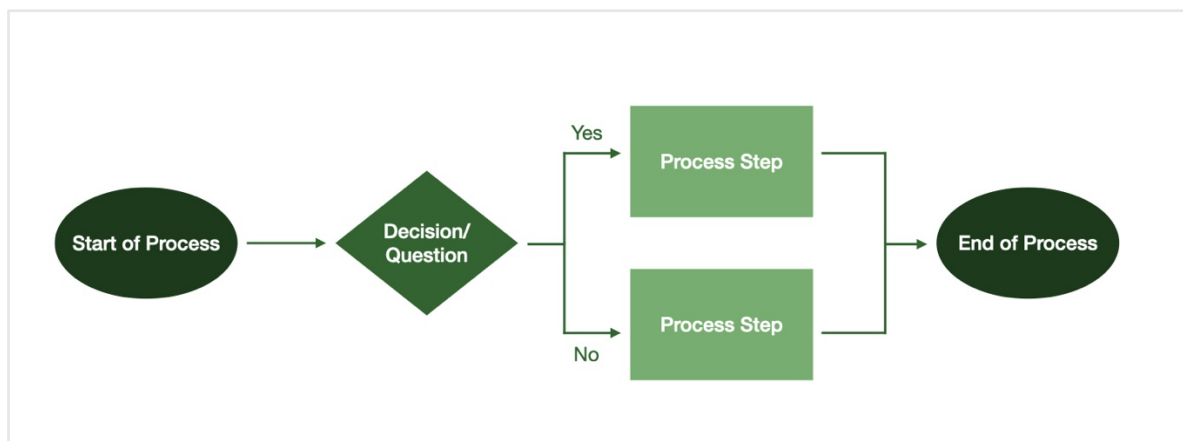 Start of Process
Decision/
Question
Yes
Process Step
No
Process Step
End of Process